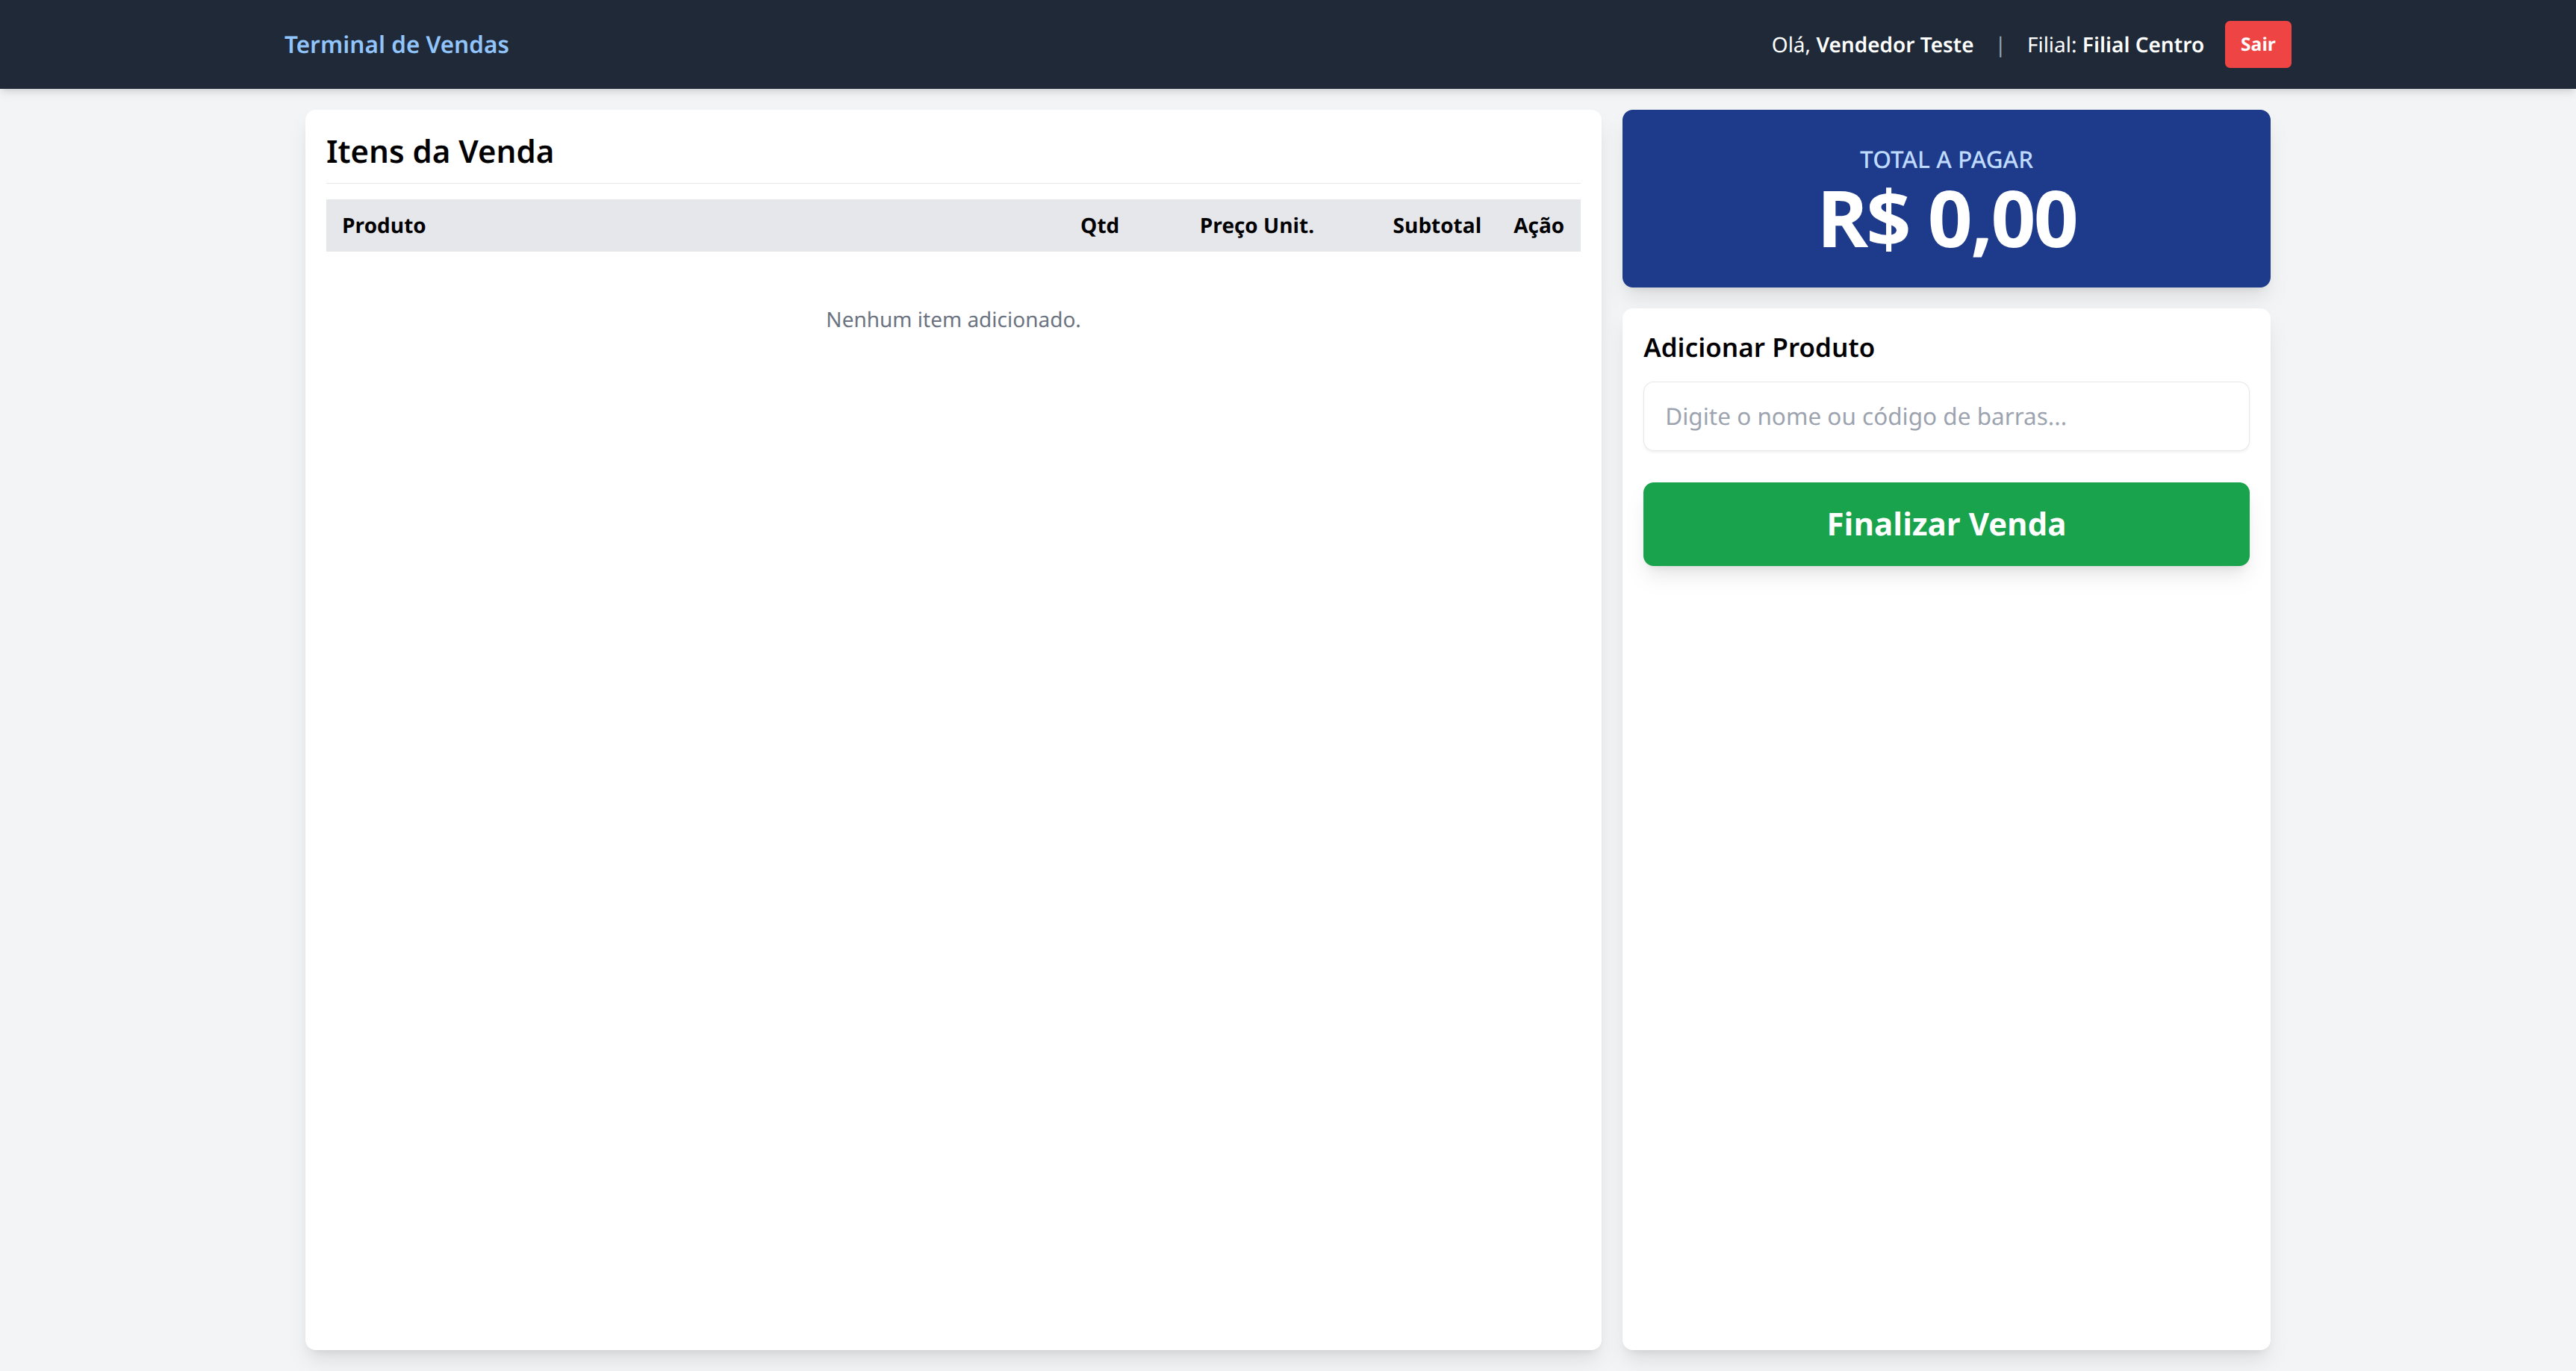 Terminal de Vendas
Olá, Vendedor Teste | Filial: Filial Centro Sair
Itens da Venda
Produto Qtd Preço Unit. Subtotal Ação
Nenhum item adicionado.
TOTAL A PAGAR
R$ 0,00
Adicionar Produto
Digite o nome ou código de barras...
Finalizar Venda